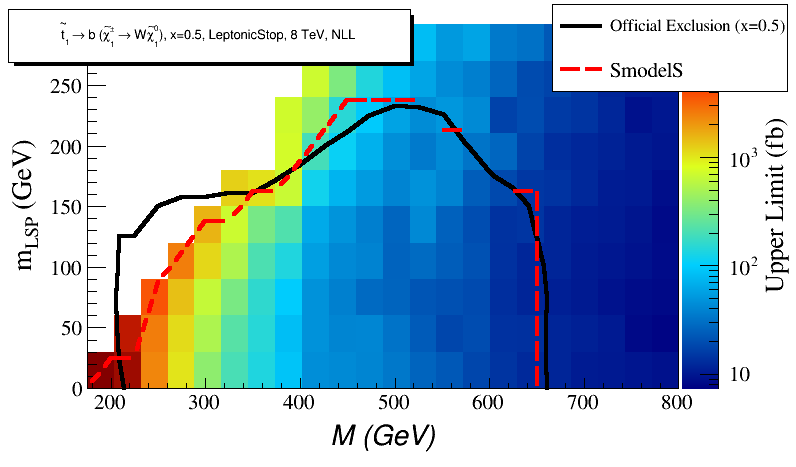 t̃₁ → b (χ̃₁± → Wχ̃₁⁰), x=0.5, LeptonicStop, 8 TeV, NLL
Official Exclusion (x=0.5)
SmodelS
250
200
150
100
50
0
m_LSP (GeV)
200 300 400 500 600 700 800
M (GeV)
10³
10²
10
Upper Limit (fb)